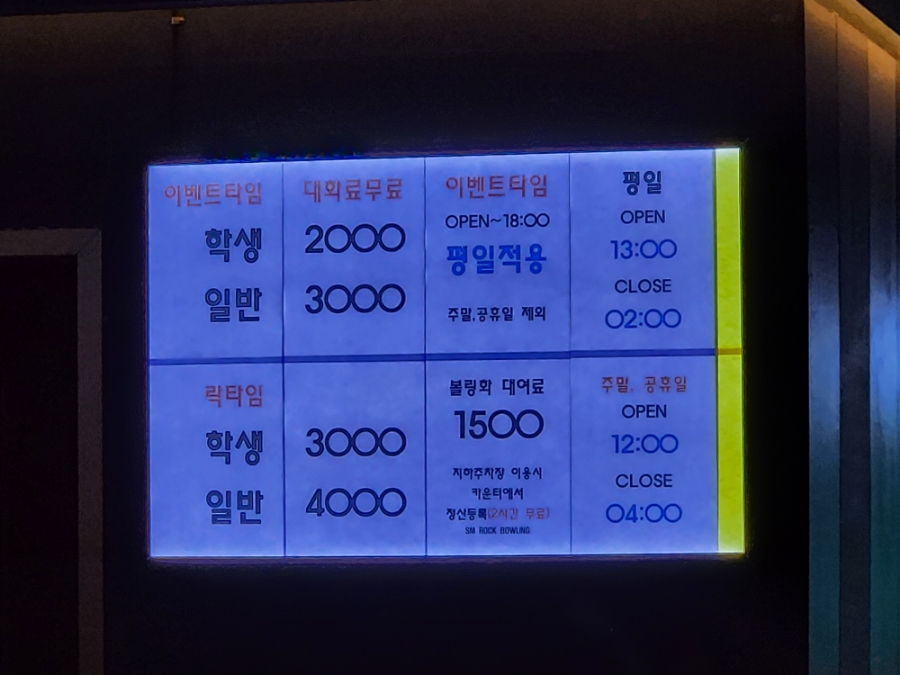 이벤트타임
학생
일반
대화료무료
2000
3000
이벤트타임
OPEN~18:00
평일적용
주말,공휴일 제외
평일
OPEN
13:00
CLOSE
02:00
락타임
학생
일반
3000
4000
볼링화 대여료
1500
지하주차장 이용시
카운터에서
정산등록(2시간 무료)
SM ROCK BOWLING
주말, 공휴일
OPEN
12:00
CLOSE
04:00